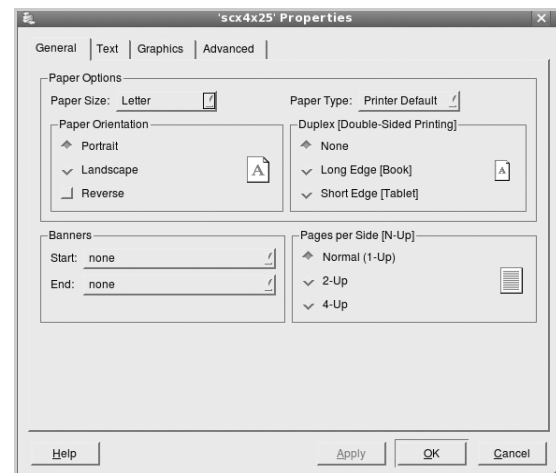 'scx4x25' Properties
General Text Graphics Advanced
Paper Options
Paper Size: Letter
Paper Type: Printer Default
Paper Orientation
Portrait
Landscape
Reverse
A
Duplex [Double-Sided Printing]
None
Long Edge [Book]
Short Edge [Tablet]
A
Banners
Start: none
End: none
Pages per Side [N-Up]
Normal (1-Up)
2-Up
4-Up
Help Apply OK Cancel